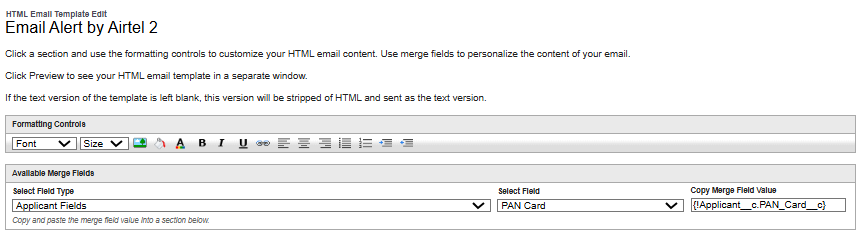 HTML Email Template Edit
Email Alert by Airtel 2
Click a section and use the formatting controls to customize your HTML email content. Use merge fields to personalize the content of your email.
Click Preview to see your HTML email template in a separate window.
If the text version of the template is left blank, this version will be stripped of HTML and sent as the text version.
Formatting Controls
Font Size A B I U
Available Merge Fields
Select Field Type Select Field Copy Merge Field Value
Applicant Fields PAN Card {!Applicant__c.PAN_Card__c}
Copy and paste the merge field value into a section below.